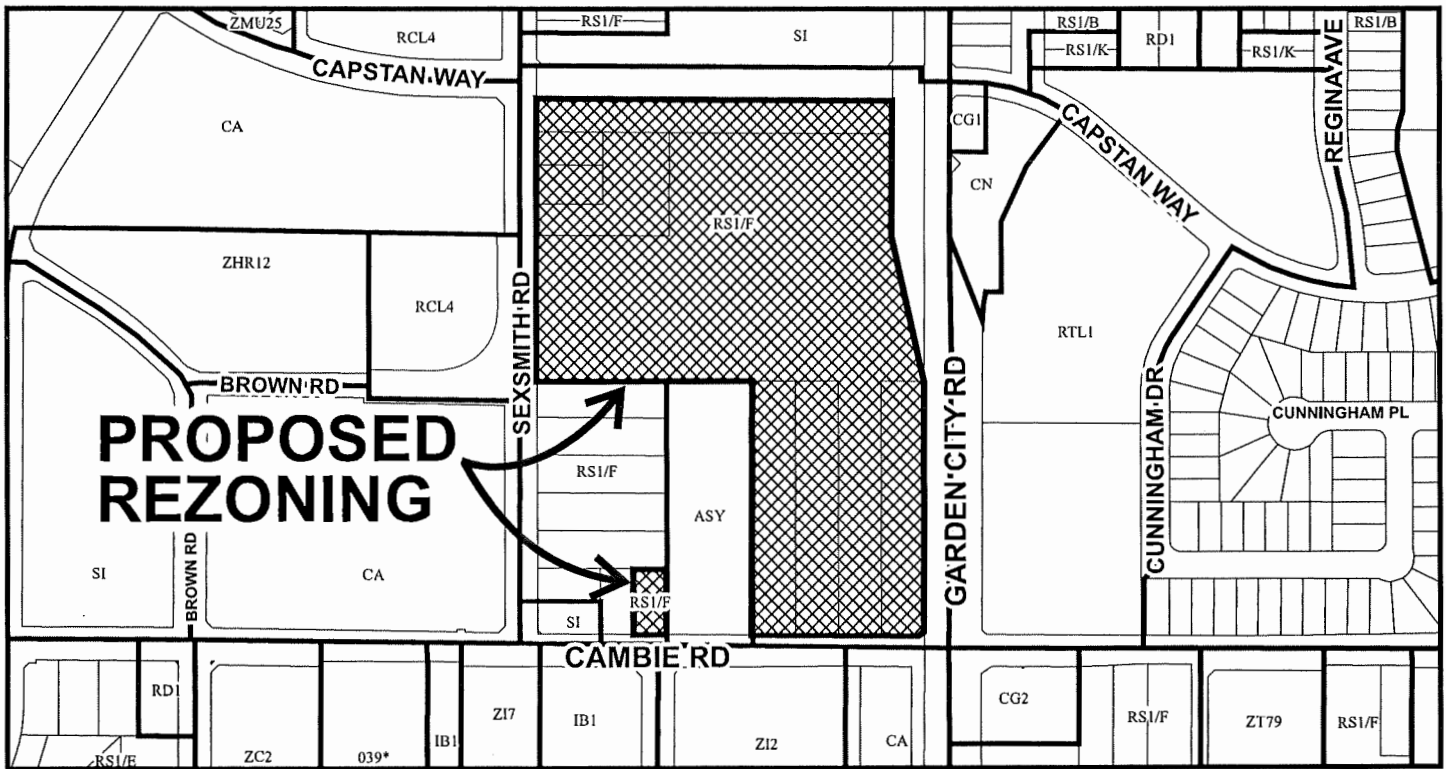 ZMU25
RCL4
RS1/F
SI
RS1/B
RS1/K
RD1
RS1/K
REGINA AVE
RS1/B
CAPSTAN WAY
CA
CG1
CAPSTAN WAY
CN
RS1/F
ZHR12
RCL4
SEXSMITH RD
RTL1
BROWN RD
GARDEN CITY RD
CUNNINGHAM DR
CUNNINGHAM PL
PROPOSED
REZONING
RS1/F
ASY
SI
BROWN RD
CA
RS1/F
SI
CAMBIE RD
RD1
RS1/E
ZC2
039*
IB1
ZI7
IB1
ZI2
CA
CG2
RS1/F
ZT79
RS1/F